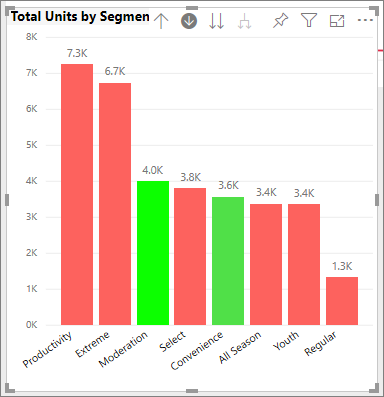 Total Units by Segmen
8K
7K
6K
5K
4K
3K
2K
1K
0K
7.3K
6.7K
4.0K
3.8K
3.6K
3.4K
3.4K
1.3K
Productivity
Extreme
Moderation
Select
Convenience
All Season
Youth
Regular